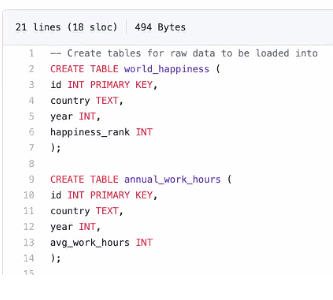 21 lines (18 sloc) 494 Bytes
1 -- Create tables for raw data to be loaded into
2 CREATE TABLE world_happiness (
3 id INT PRIMARY KEY,
4 country TEXT,
5 year INT,
6 happiness_rank INT
7 );
8
9 CREATE TABLE annual_work_hours (
10 id INT PRIMARY KEY,
11 country TEXT,
12 year INT,
13 avg_work_hours INT
14 );
15